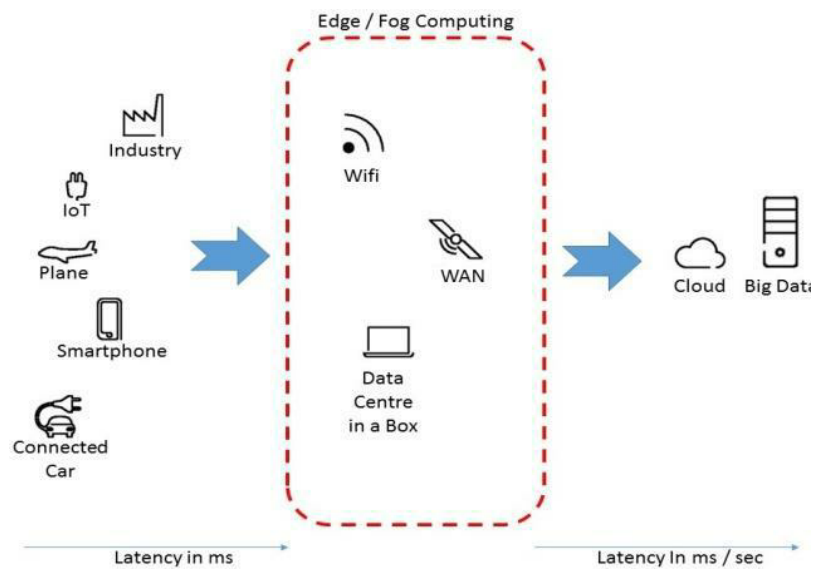 Edge / Fog Computing
Industry
IoT
Plane
Smartphone
Connected
Car
Wifi
WAN
Data
Centre
in a Box
Cloud
Big Data
Latency in ms
Latency In ms / sec